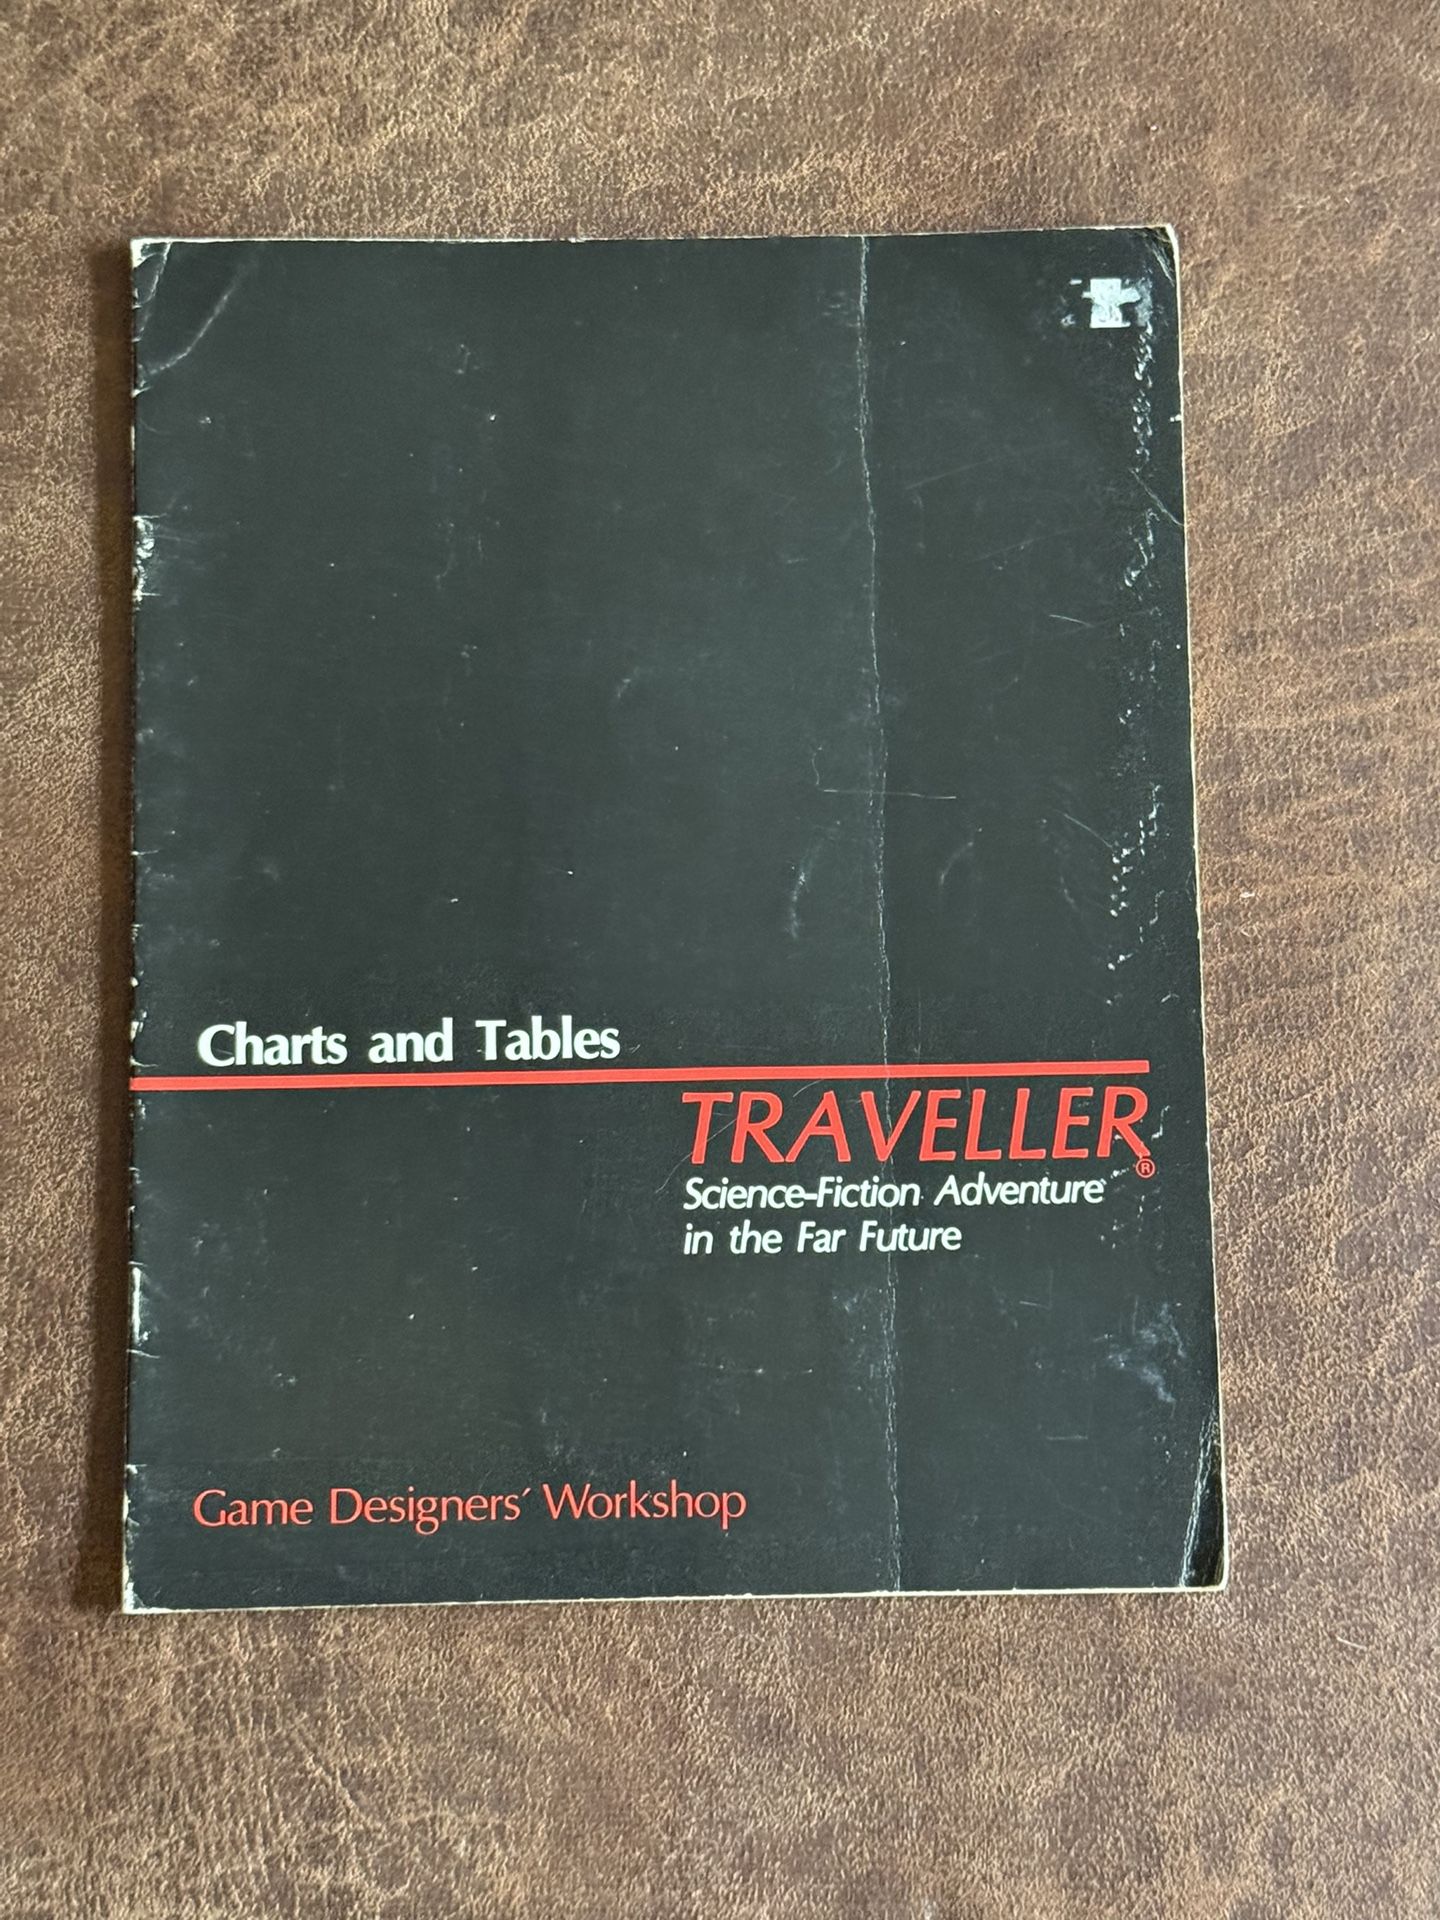 Charts and Tables
TRAVELLER®
Science-Fiction Adventure
in the Far Future
Game Designers' Workshop